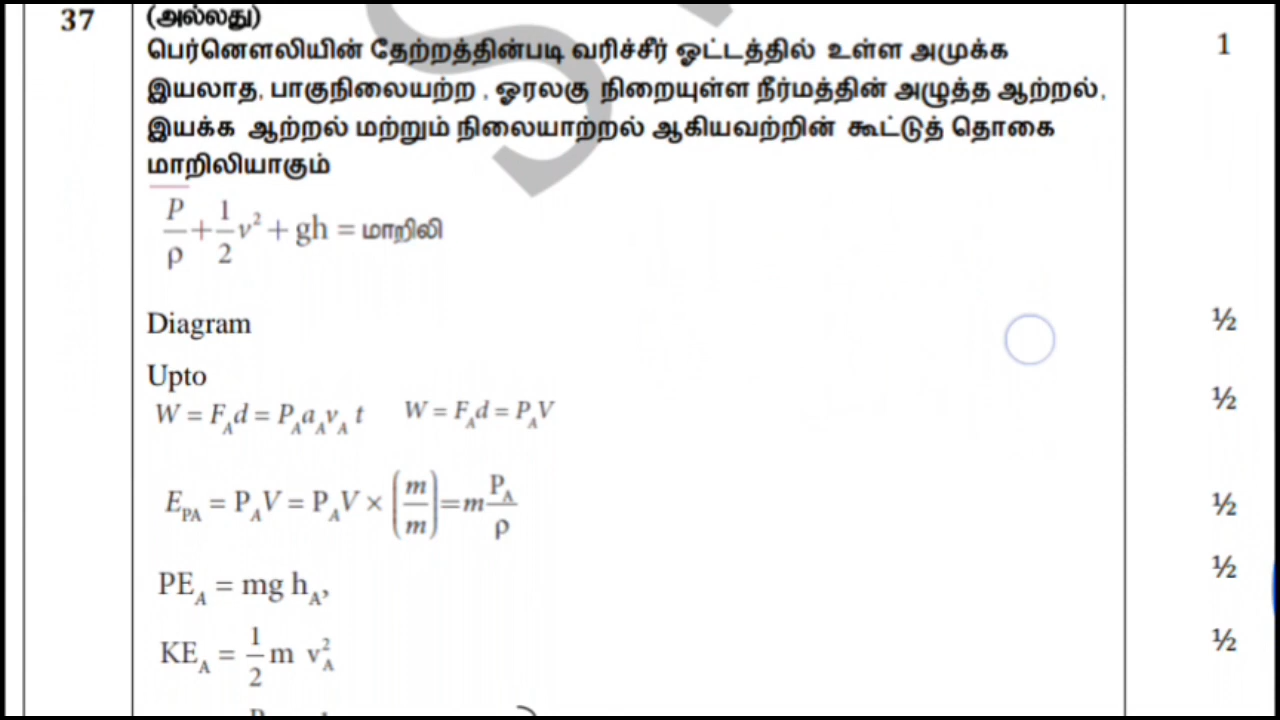 37
(அல்லது)
பெர்னௌலியின் தேற்றத்தின்படி வரிச்சீர் ஓட்டத்தில் உள்ள அமுக்க 1
இயலாத, பாகுநிலையற்ற , ஓரலகு நிறையுள்ள நீர்மத்தின் அழுத்த ஆற்றல்,
இயக்க ஆற்றல் மற்றும் நிலையாற்றல் ஆகியவற்றின் கூட்டுத் தொகை
மாறிலியாகும்
P/ρ + 1/2 v² + gh = மாறிலி
Diagram ½
Upto
W = F_A d = P_A a_A v_A t W = F_A d = P_A V ½
E_PA = P_A V = P_A V × (m/m) = m P_A/ρ ½
PE_A = mg h_A, ½
KE_A = 1/2 m v_A² ½